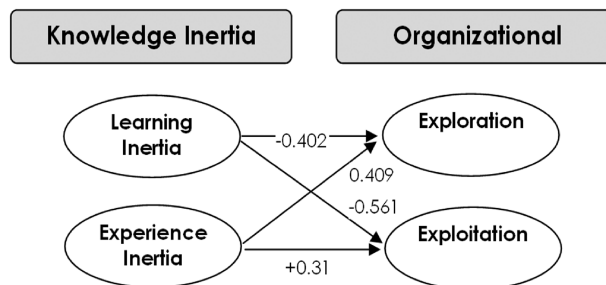 Knowledge Inertia
Organizational
Learning
Inertia
-0.402
Exploration
0.409
-0.561
Experience
Inertia
+0.31
Exploitation